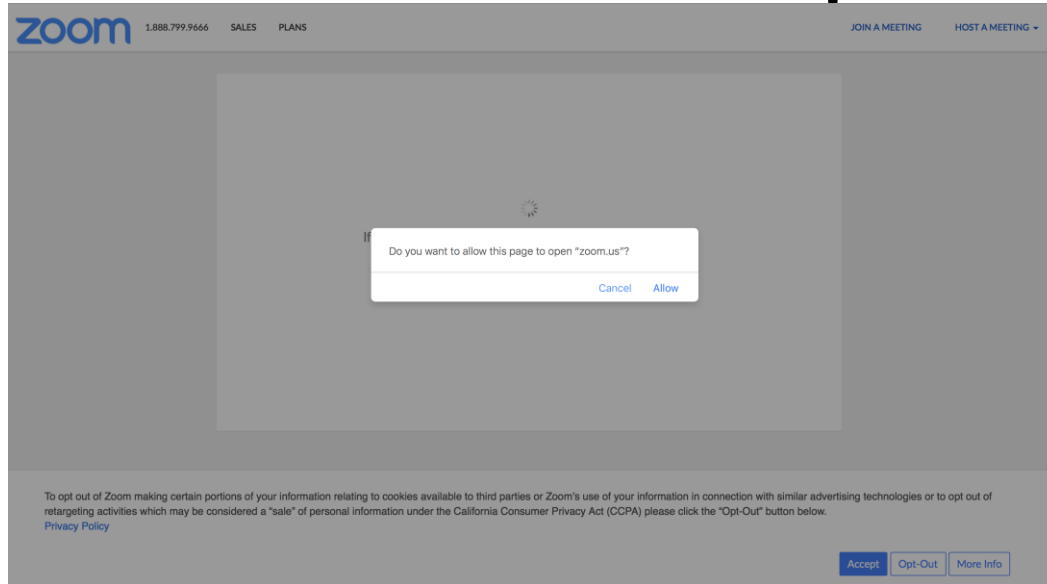 zoom 1.888.799.9666 SALES PLANS JOIN A MEETING HOST A MEETING
If
Do you want to allow this page to open "zoom.us"?
Cancel Allow
To opt out of Zoom making certain portions of your information relating to cookies available to third parties or Zoom's use of your information in connection with similar advertising technologies or to opt out of
retargeting activities which may be considered a "sale" of personal information under the California Consumer Privacy Act (CCPA) please click the "Opt-Out" button below.
Privacy Policy
Accept Opt-Out More Info